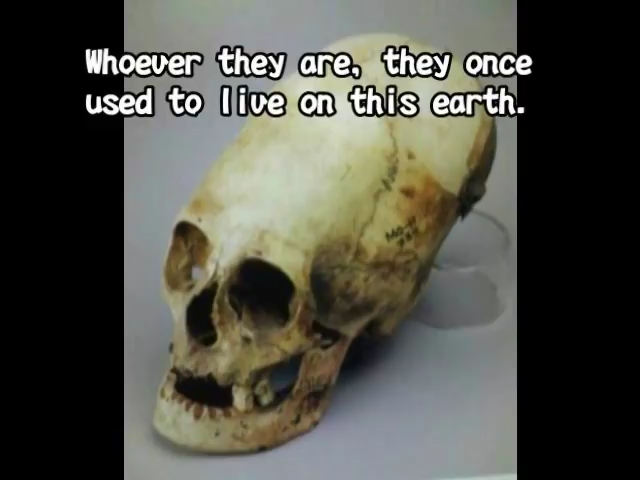 Whoever they are, they once
used to live on this earth.